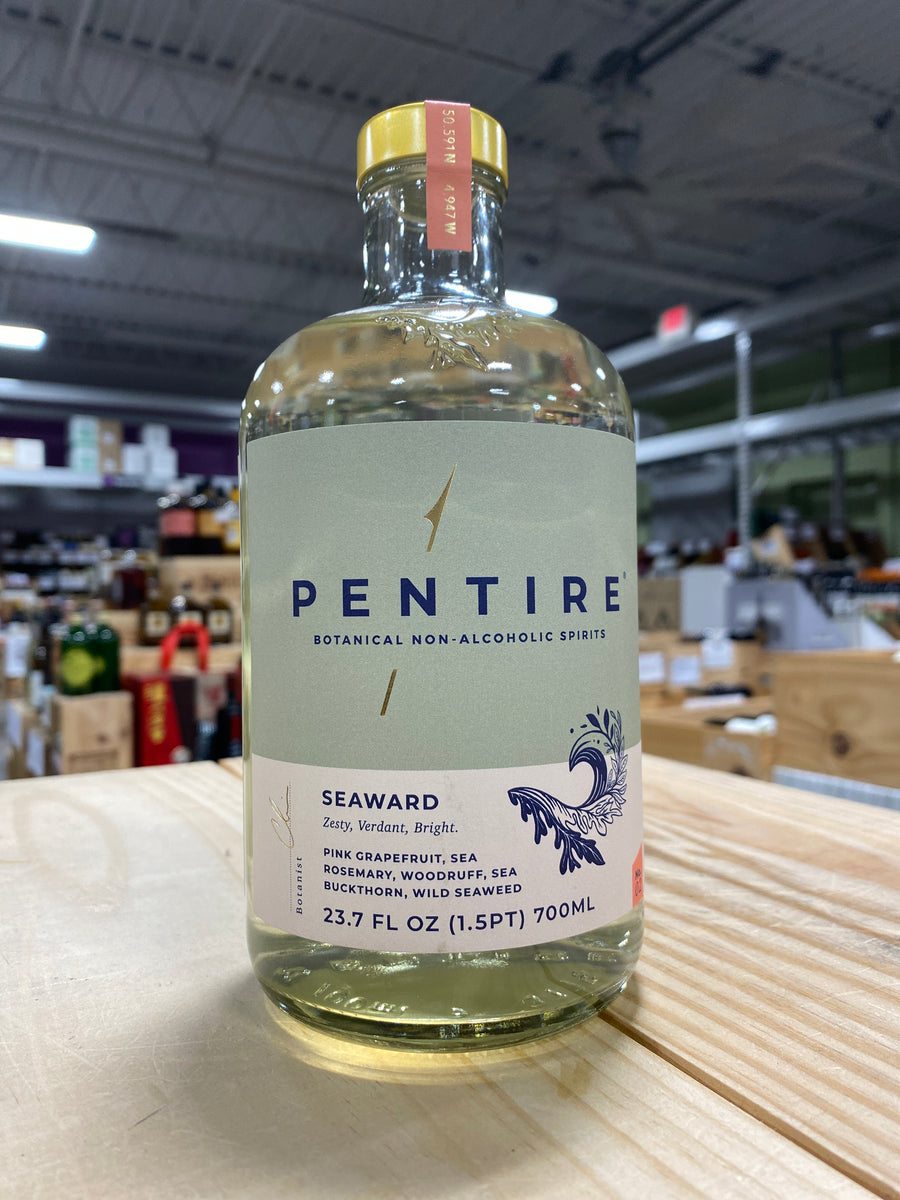 50.591N 4.947W
PENTIRE®
BOTANICAL NON-ALCOHOLIC SPIRITS
SEAWARD
Zesty, Verdant, Bright.
PINK GRAPEFRUIT, SEA
ROSEMARY, WOODRUFF, SEA
BUCKTHORN, WILD SEAWEED
23.7 FL OZ (1.5PT) 700ML
Botanist